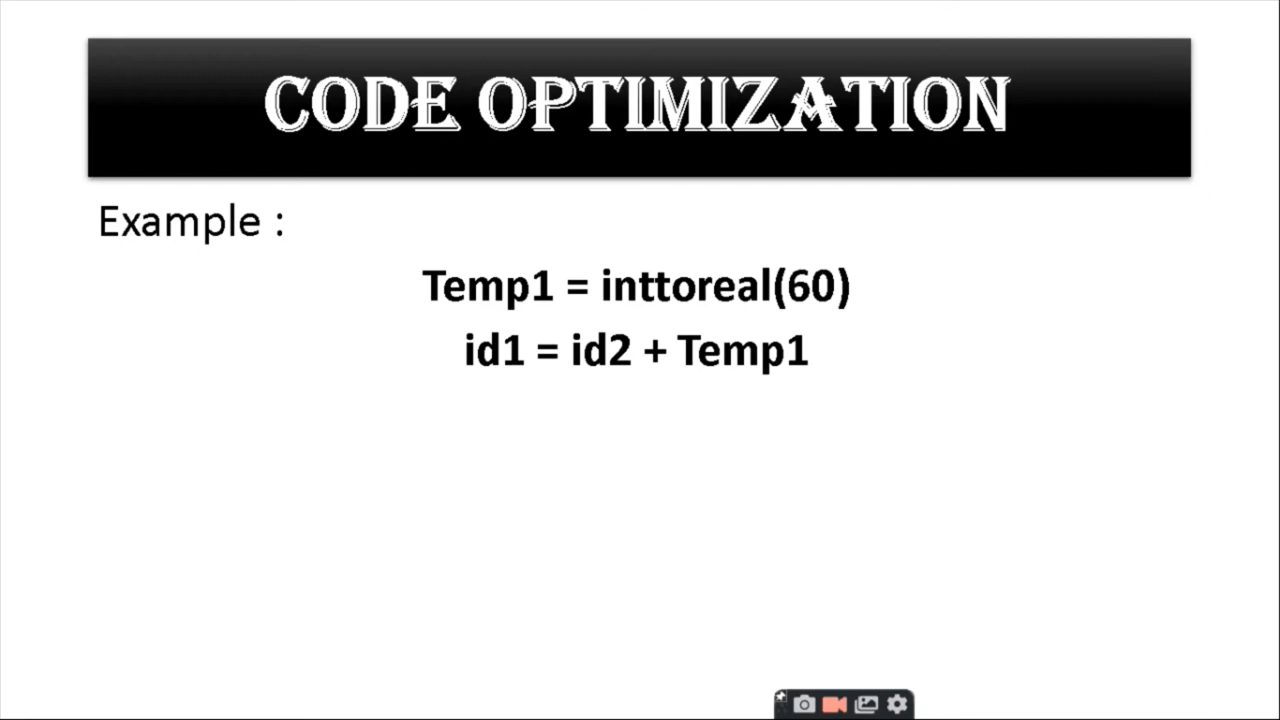 CODE OPTIMIZATION
Example :
Temp1 = inttoreal(60)
id1 = id2 + Temp1